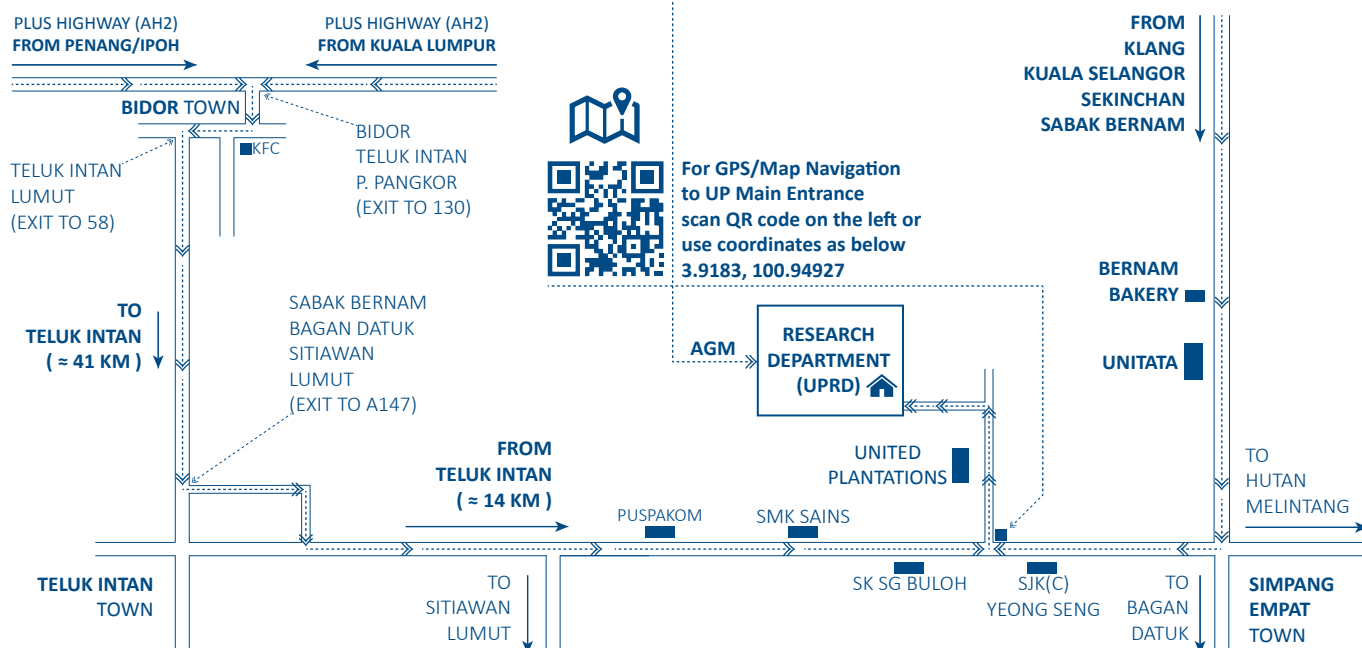 PLUS HIGHWAY (AH2)
FROM PENANG/IPOH
PLUS HIGHWAY (AH2)
FROM KUALA LUMPUR
BIDOR TOWN
KFC
TELUK INTAN
LUMUT
(EXIT TO 58)
BIDOR
TELUK INTAN
P. PANGKOR
(EXIT TO 130)
For GPS/Map Navigation
to UP Main Entrance
scan QR code on the left or
use coordinates as below
3.9183, 100.94927
FROM
KLANG
KUALA SELANGOR
SEKINCHAN
SABAK BERNAM
BERNAM
BAKERY
UNITATA
TO
TELUK INTAN
( ≈ 41 KM )
SABAK BERNAM
BAGAN DATUK
SITIAWAN
LUMUT
(EXIT TO A147)
AGM
RESEARCH
DEPARTMENT
(UPRD)
FROM
TELUK INTAN
( ≈ 14 KM )
UNITED
PLANTATIONS
TO
HUTAN
MELINTANG
PUSPAKOM
SMK SAINS
TELUK INTAN
TOWN
TO
SITIAWAN
LUMUT
SK SG BULOH
SJK(C)
YEONG SENG
TO
BAGAN
DATUK
SIMPANG
EMPAT
TOWN